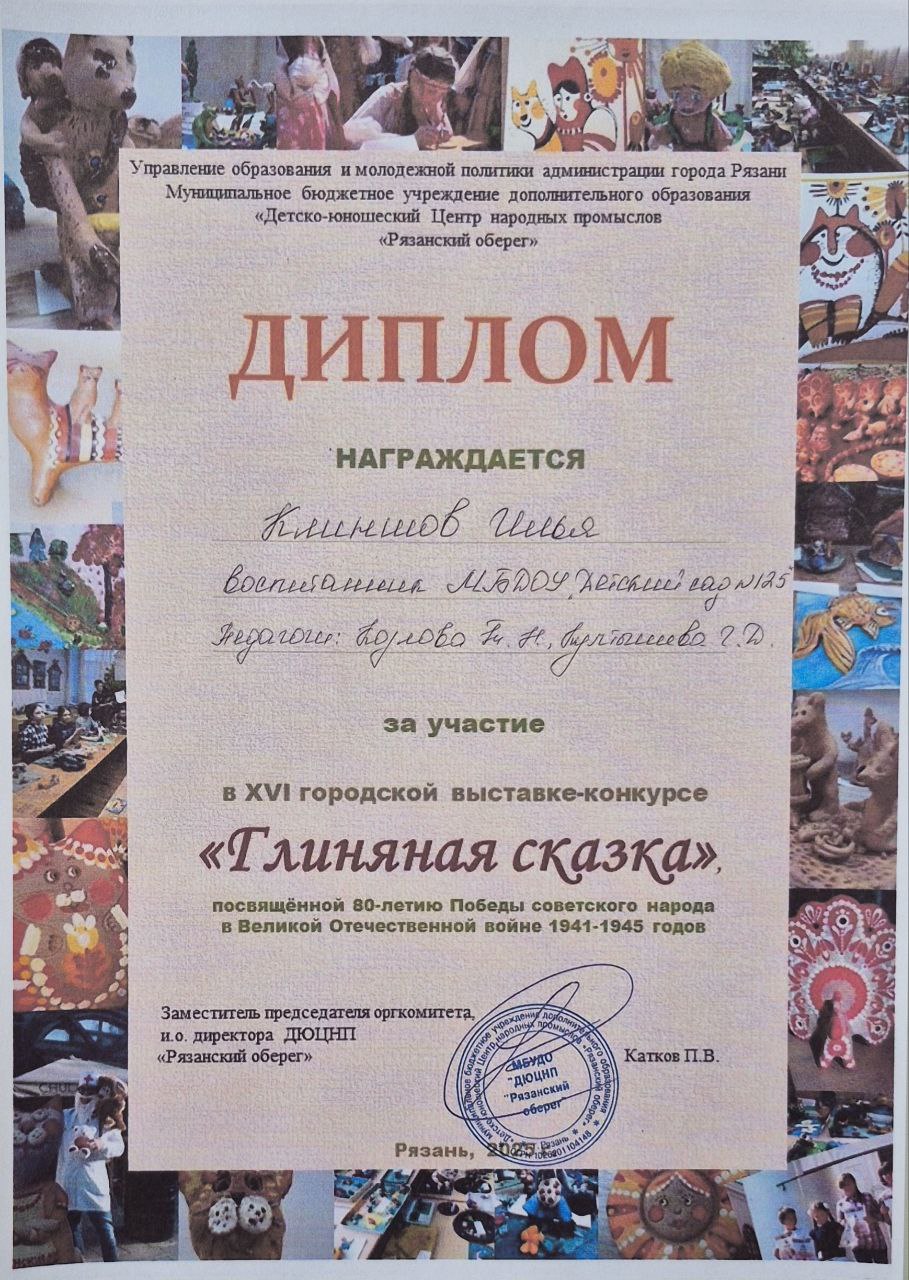 Управление образования и молодежной политики администрации города Рязани
Муниципальное бюджетное учреждение дополнительного образования
«Детско-юношеский Центр народных промыслов
«Рязанский оберег»
ДИПЛОМ
НАГРАЖДАЕТСЯ
Климшов Илья
воспитанник МБДОУ "Детский сад №125"
Педагоги: Козлова Т. Н.,
за участие
в XVI городской выставке-конкурсе
«Глиняная сказка»,
посвящённой 80-летию Победы советского народа
в Великой Отечественной войне 1941-1945 годов
Заместитель председателя оргкомитета,
и.о. директора ДЮЦНП
«Рязанский оберег»
Катков П.В.
МБУДО
"ДЮЦНП
"Рязанский
оберег"
Рязань, 2025